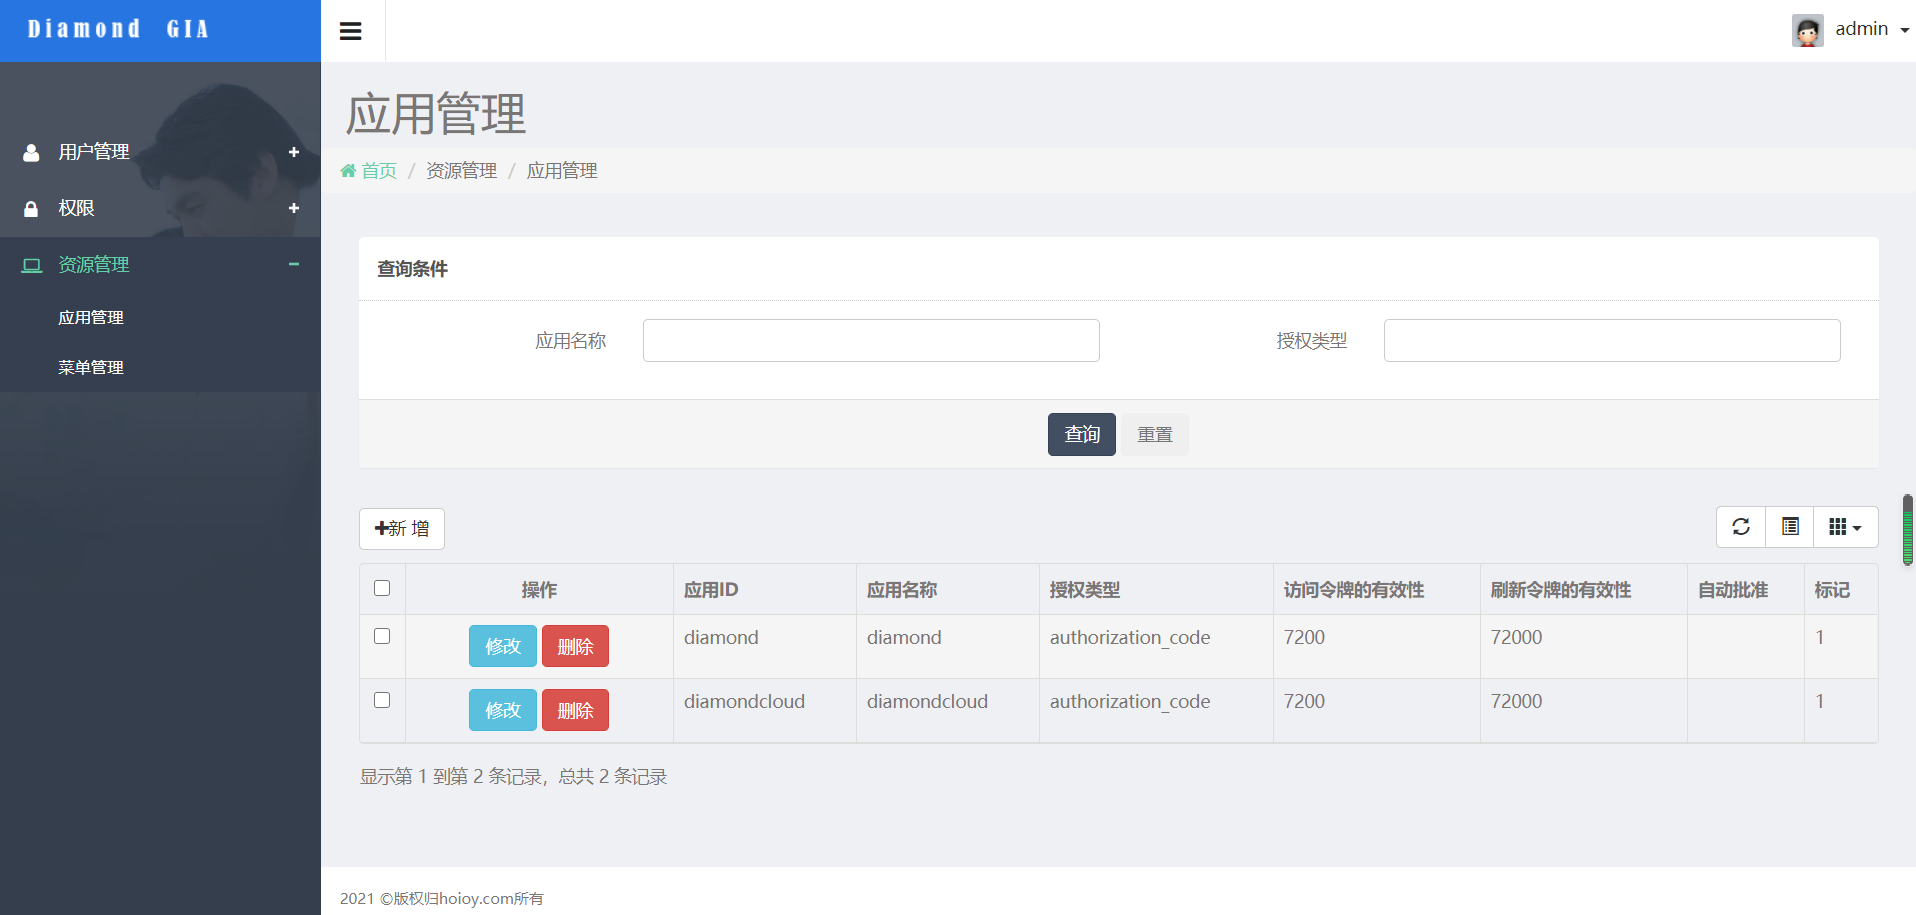 Diamond GIA
admin
用户管理
权限
资源管理
应用管理
菜单管理
应用管理
首页 / 资源管理 / 应用管理
查询条件
应用名称 授权类型
查询 重置
新 增
操作 应用ID 应用名称 授权类型 访问令牌的有效性 刷新令牌的有效性 自动批准 标记
修改 删除 diamond diamond authorization_code 7200 72000 1
修改 删除 diamondcloud diamondcloud authorization_code 7200 72000 1
显示第 1 到第 2 条记录，总共 2 条记录
2021 ©版权归hoioy.com所有